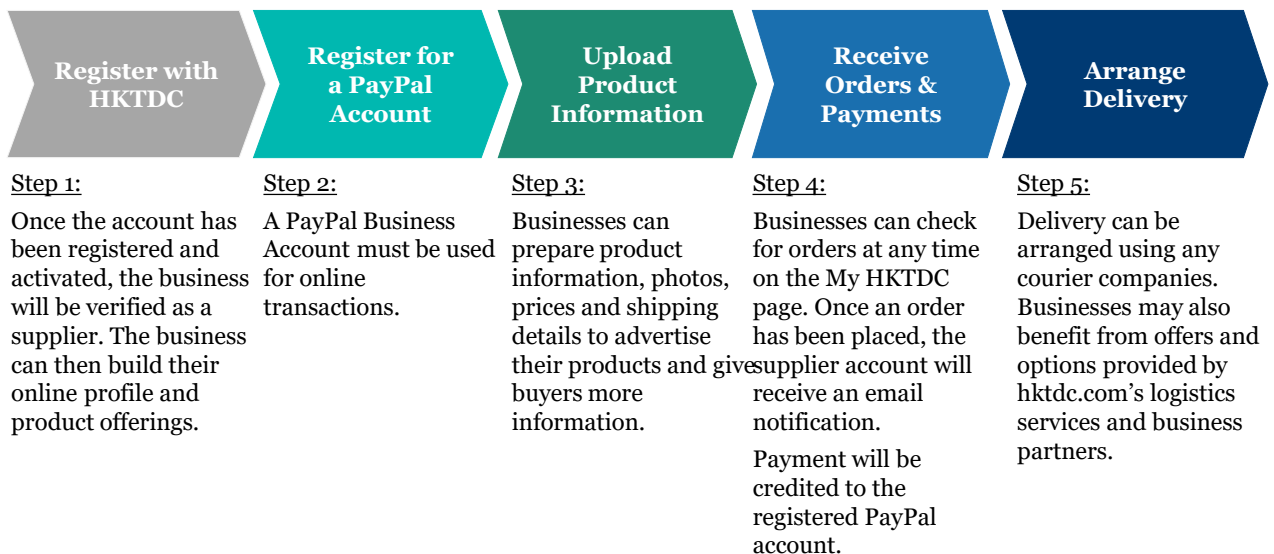 Register with
HKTDC
Register for
a PayPal
Account
Upload
Product
Information
Receive
Orders &
Payments
Arrange
Delivery
Step 1:
Once the account has
been registered and
activated, the business
will be verified as a
supplier. The business
can then build their
online profile and
product offerings.
Step 2:
A PayPal Business
Account must be used
for online
transactions.
Step 3:
Businesses can
prepare product
information, photos,
prices and shipping
details to advertise
their products and give
buyers more
information.
Step 4:
Businesses can check
for orders at any time
on the My HKTDC
page. Once an order
has been placed, the
supplier account will
receive an email
notification.
Payment will be
credited to the
registered PayPal
account.
Step 5:
Delivery can be
arranged using any
courier companies.
Businesses may also
benefit from offers and
options provided by
hktdc.com’s logistics
services and business
partners.